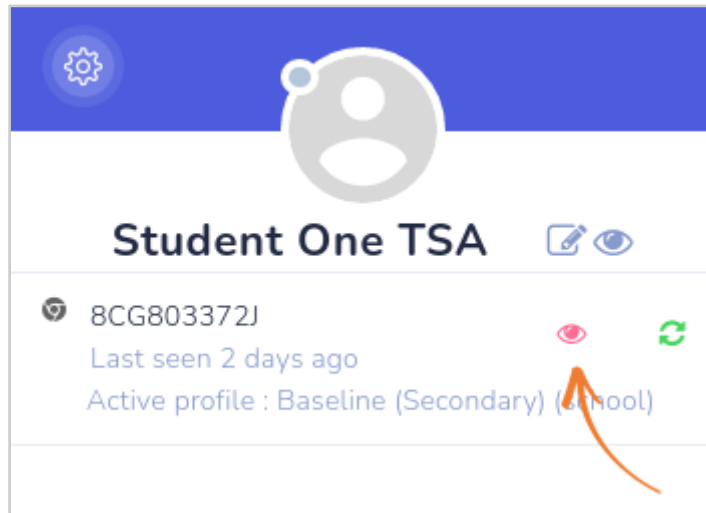 Student One TSA
8CG803372J
Last seen 2 days ago
Active profile : Baseline (Secondary) (school)